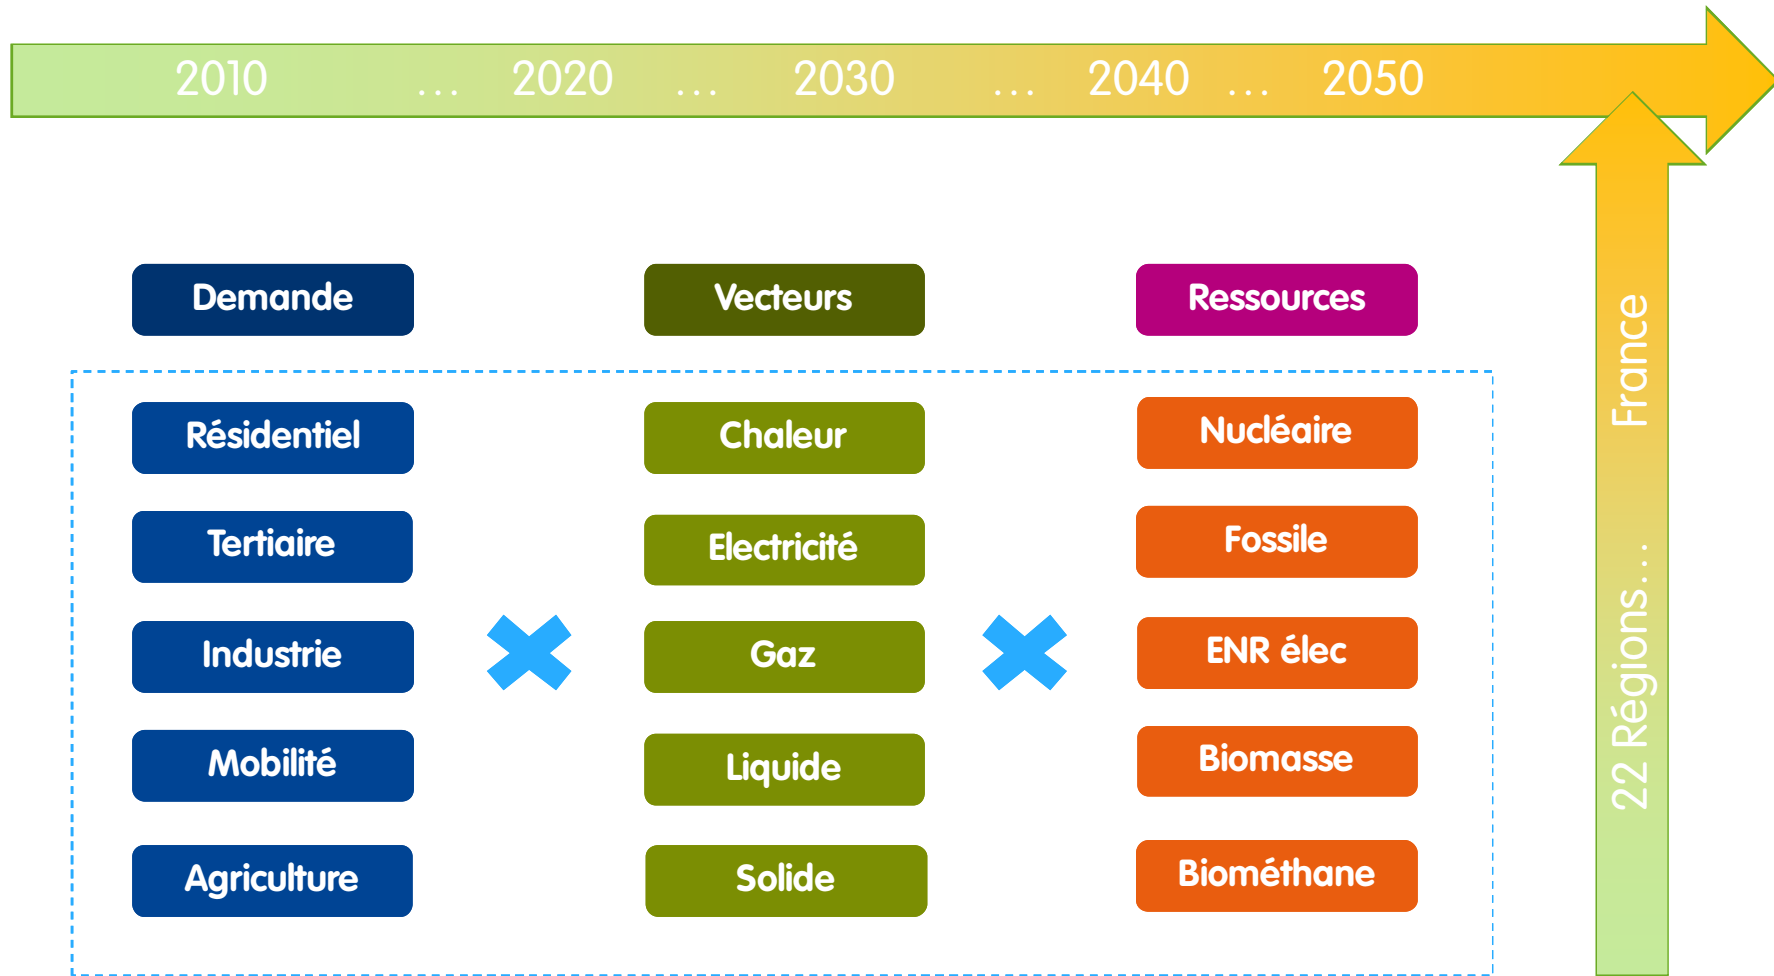 2010 … 2020 … 2030 … 2040 … 2050
Demande Vecteurs Ressources
Résidentiel Chaleur Nucléaire
Tertiaire Electricité Fossile
Industrie Gaz ENR élec
Mobilité Liquide Biomasse
Agriculture Solide Biométhane
22 Régions… France